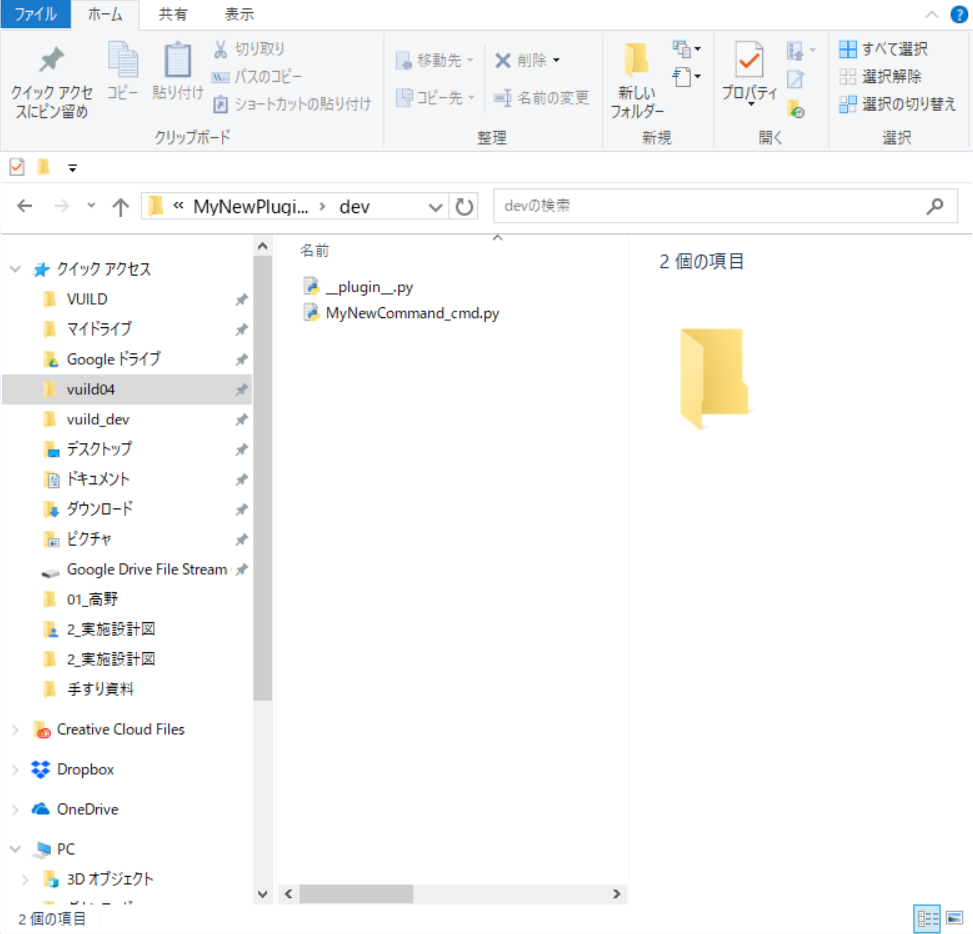 ファイル ホーム 共有 表示
クイック アクセスにピン留め
コピー
貼り付け
切り取り
パスのコピー
ショートカットの貼り付け
クリップボード
移動先
コピー先
削除
名前の変更
整理
新しいフォルダー
新規
プロパティ
開く
すべて選択
選択解除
選択の切り替え
選択
« MyNewPlugi... › dev
devの検索
クイック アクセス
VUILD
マイドライブ
Google ドライブ
vuild04
vuild_dev
デスクトップ
ドキュメント
ダウンロード
ピクチャ
Google Drive File Stream
01_高野
2_実施設計図
2_実施設計図
手すり資料
Creative Cloud Files
Dropbox
OneDrive
PC
3D オブジェクト
名前
__plugin__.py
MyNewCommand_cmd.py
2 個の項目
2 個の項目